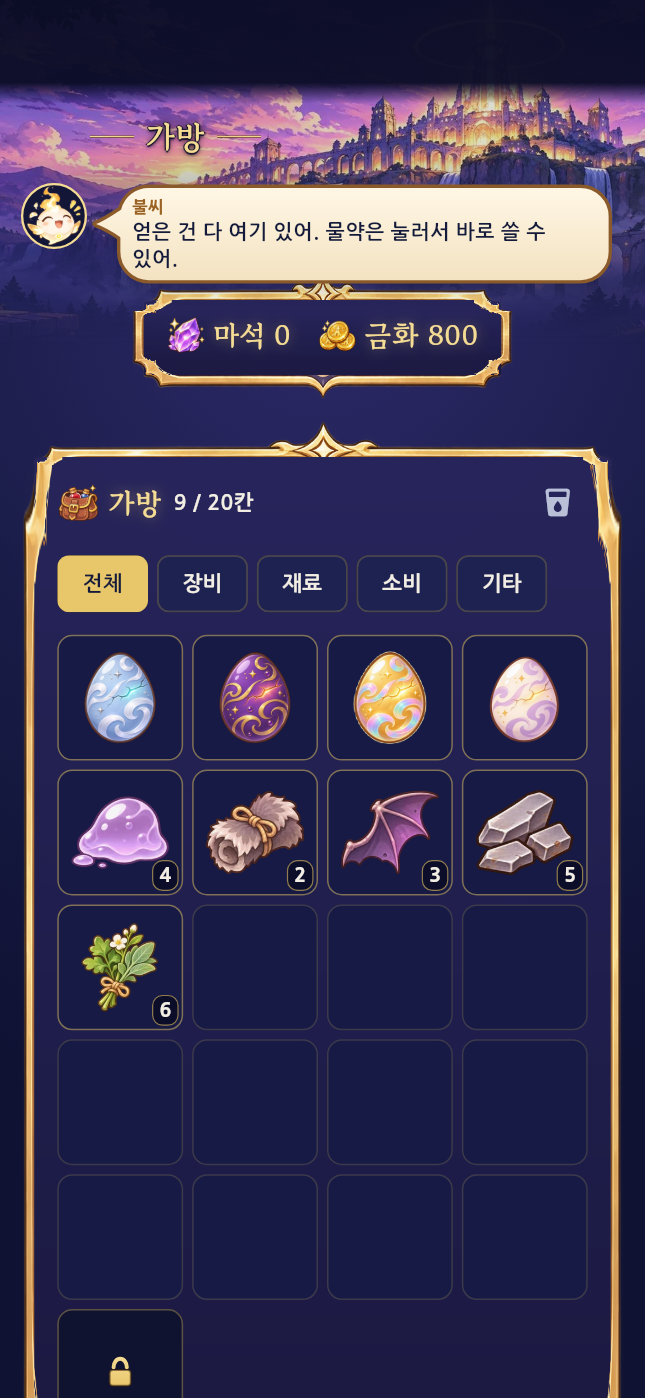 가방
불씨
얻은 건 다 여기 있어. 물약은 눌러서 바로 쓸 수
있어.
마석 0 금화 800
가방 9 / 20칸
전체 장비 재료 소비 기타
4 2 3 5
6